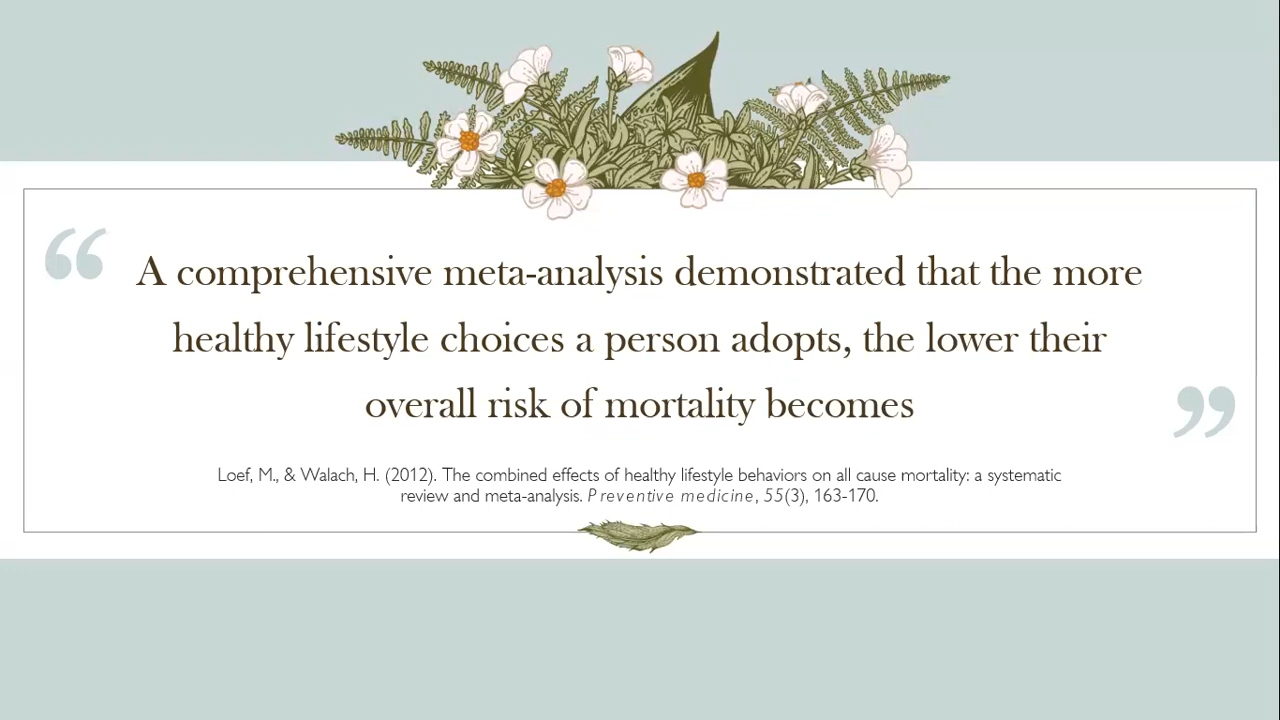 “
A comprehensive meta-analysis demonstrated that the more
healthy lifestyle choices a person adopts, the lower their
overall risk of mortality becomes
”
Loef, M., & Walach, H. (2012). The combined effects of healthy lifestyle behaviors on all cause mortality: a systematic
review and meta-analysis. Preventive medicine, 55(3), 163-170.